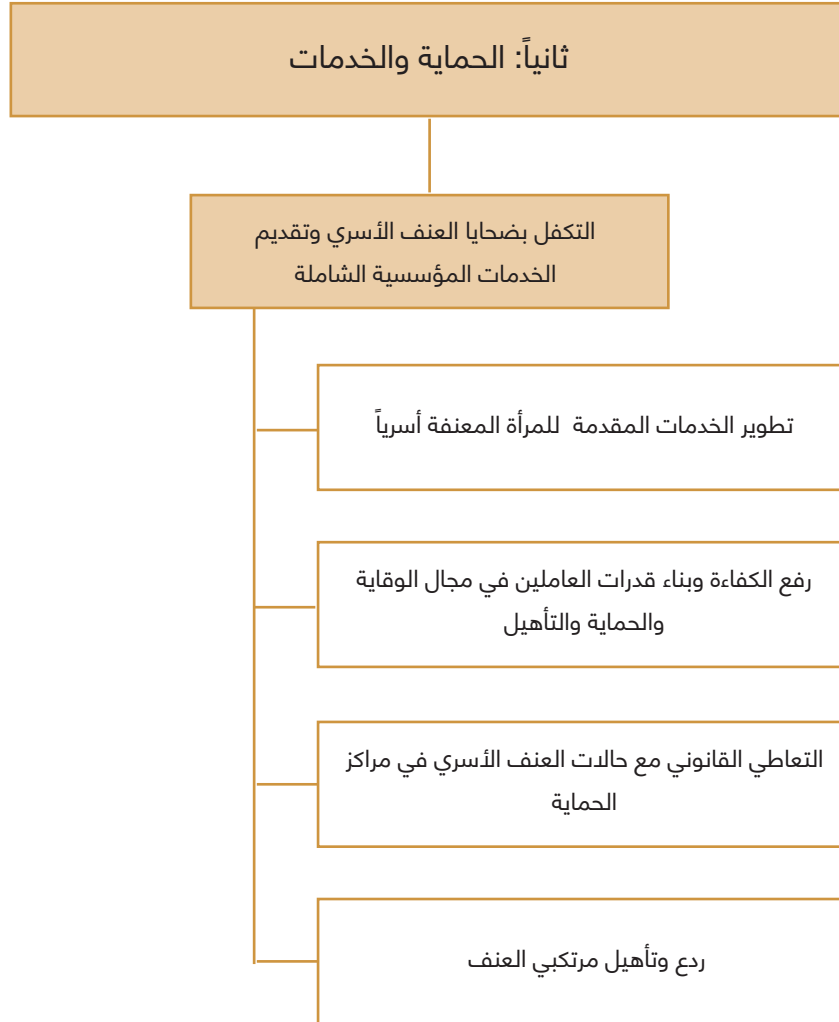 ثانياً: الحماية والخدمات
التكفل بضحايا العنف الأسري وتقديم
الخدمات المؤسسية الشاملة
تطوير الخدمات المقدمة للمرأة المعنفة أسرياً
رفع الكفاءة وبناء قدرات العاملين في مجال الوقاية
والحماية والتأهيل
التعاطي القانوني مع حالات العنف الأسري في مراكز
الحماية
ردع وتأهيل مرتكبي العنف